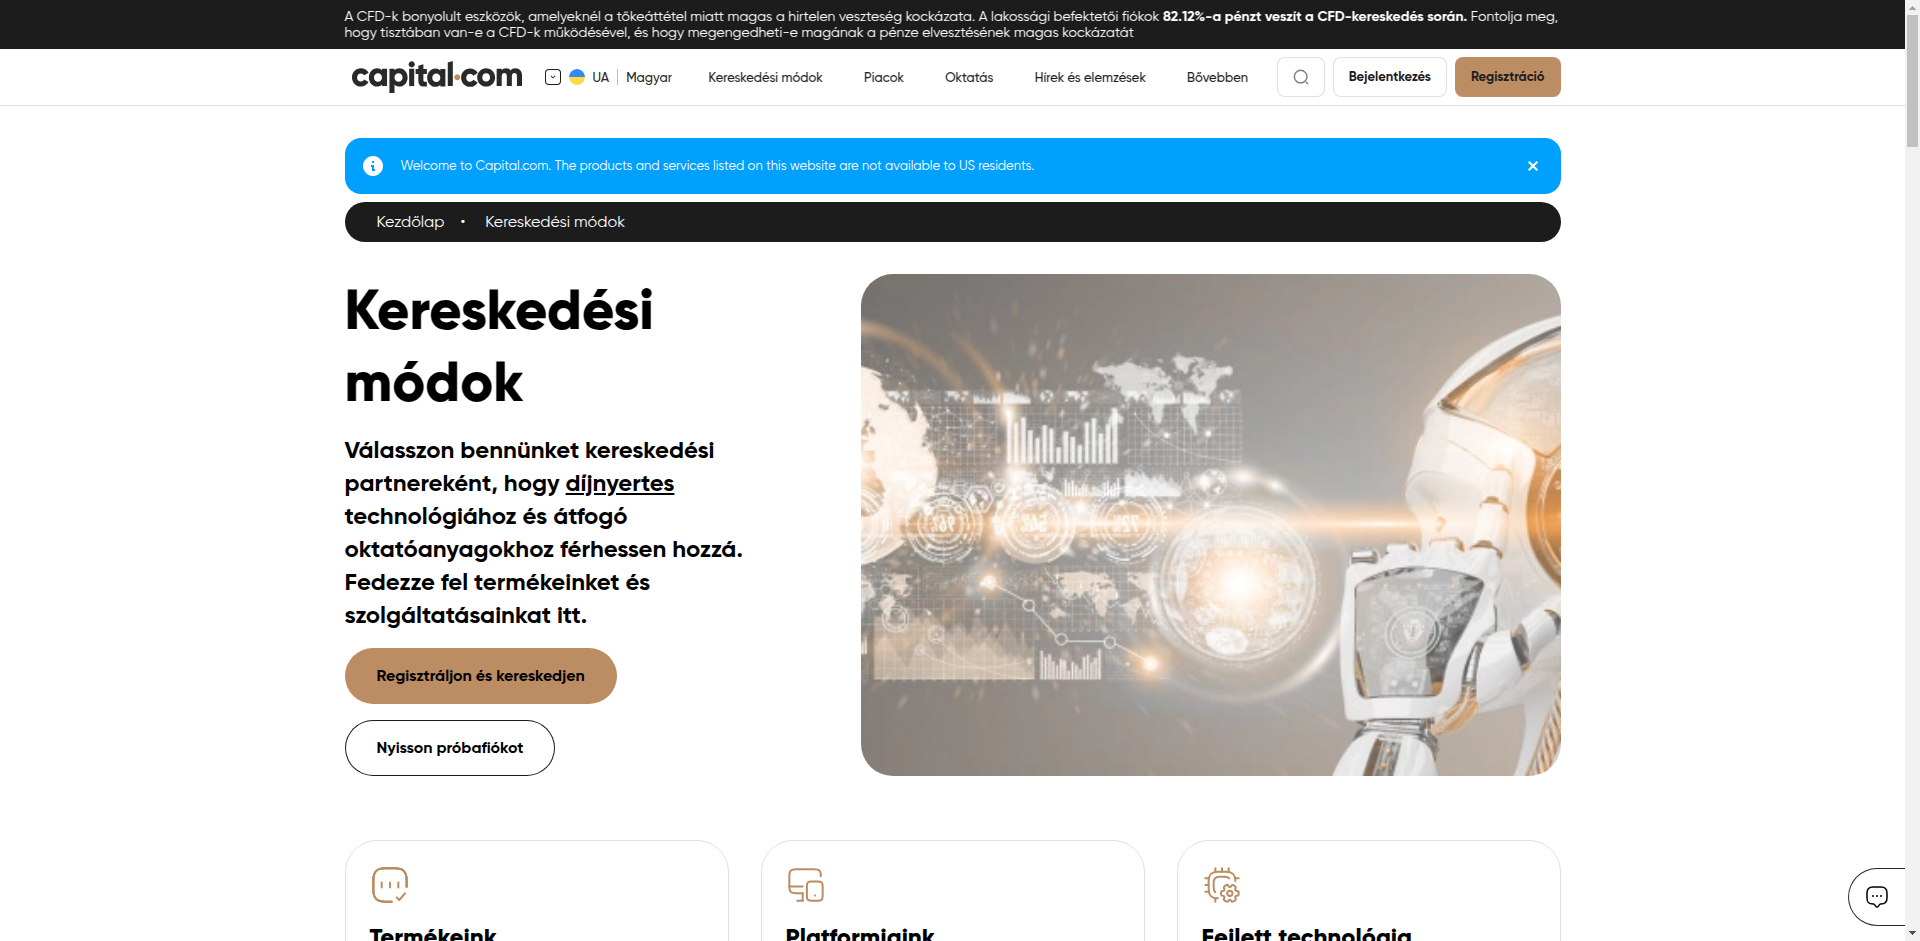 A CFD-k bonyolult eszközök, amelyeknél a tőkeáttétel miatt magas a hirtelen veszteség kockázata. A lakossági befektetői fiókok 82.12%-a pénzt veszít a CFD-kereskedés során. Fontolja meg,
hogy tisztában van-e a CFD-k működésével, és hogy megengedheti-e magának a pénze elvesztésének magas kockázatát
capital.com UA Magyar Kereskedési módok Piacok Oktatás Hírek és elemzések Bővebben Bejelentkezés Regisztráció
Welcome to Capital.com. The products and services listed on this website are not available to US residents.
Kezdőlap • Kereskedési módok
Kereskedési
módok
Válasszon bennünket kereskedési
partnereként, hogy díjnyertes
technológiához és átfogó
oktatóanyagokhoz férhessen hozzá.
Fedezze fel termékeinket és
szolgáltatásainkat itt.
Regisztráljon és kereskedjen
Nyisson próbafiókot
Termékeink
Platformjaink
Fejlett technológia